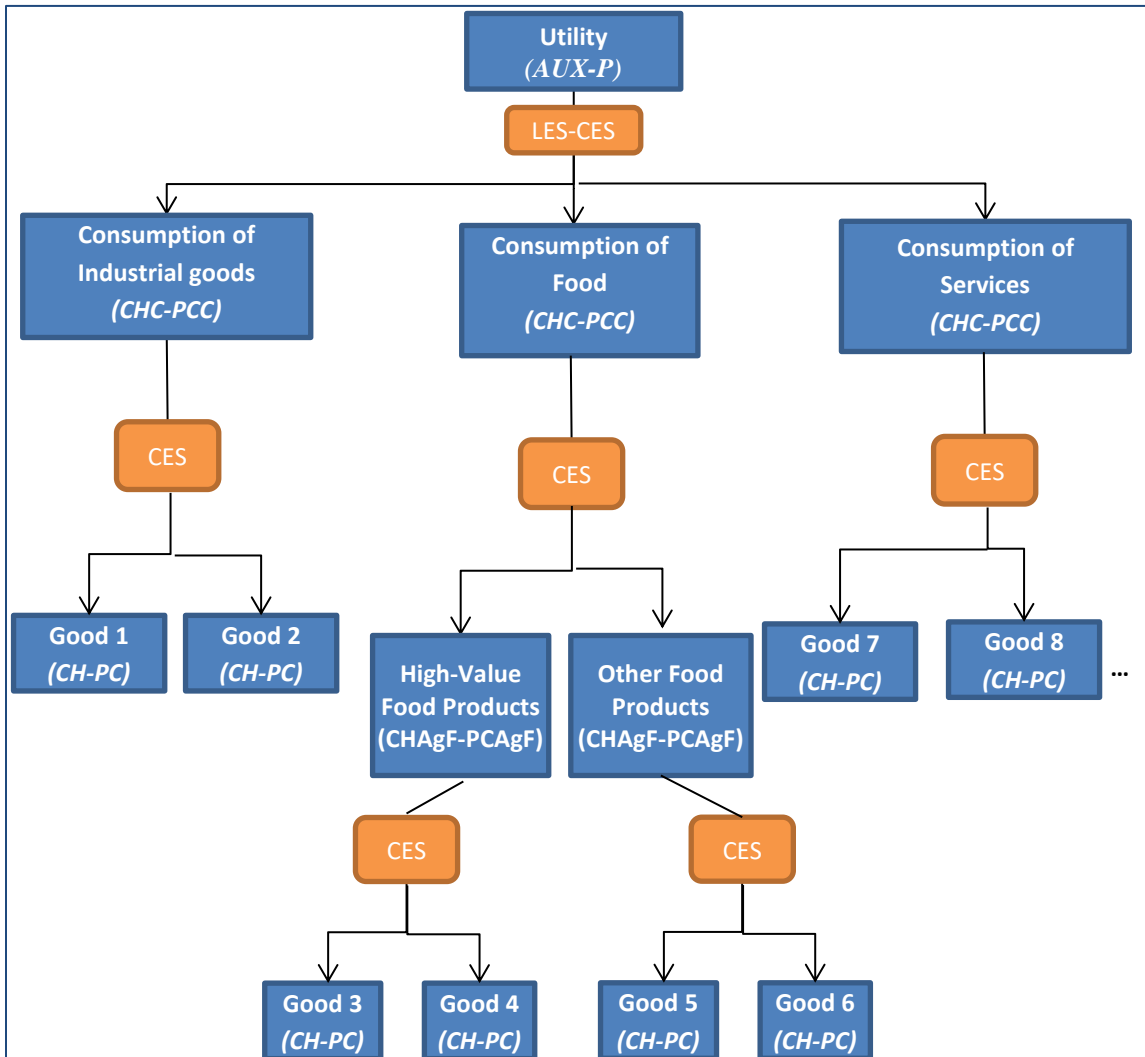 Utility
(AUX-P)
LES-CES
Consumption of
Industrial goods
(CHC-PCC)
Consumption of
Food
(CHC-PCC)
Consumption of
Services
(CHC-PCC)
CES
CES
CES
Good 1
(CH-PC)
Good 2
(CH-PC)
High-Value
Food Products
(CHAgF-PCAgF)
Other Food
Products
(CHAgF-PCAgF)
Good 7
(CH-PC)
Good 8
(CH-PC)
...
CES
CES
Good 3
(CH-PC)
Good 4
(CH-PC)
Good 5
(CH-PC)
Good 6
(CH-PC)